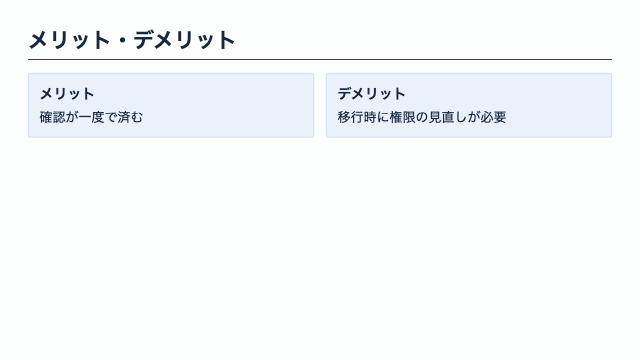 メリット・デメリット
メリット
確認が一度で済む
デメリット
移行時に権限の見直しが必要